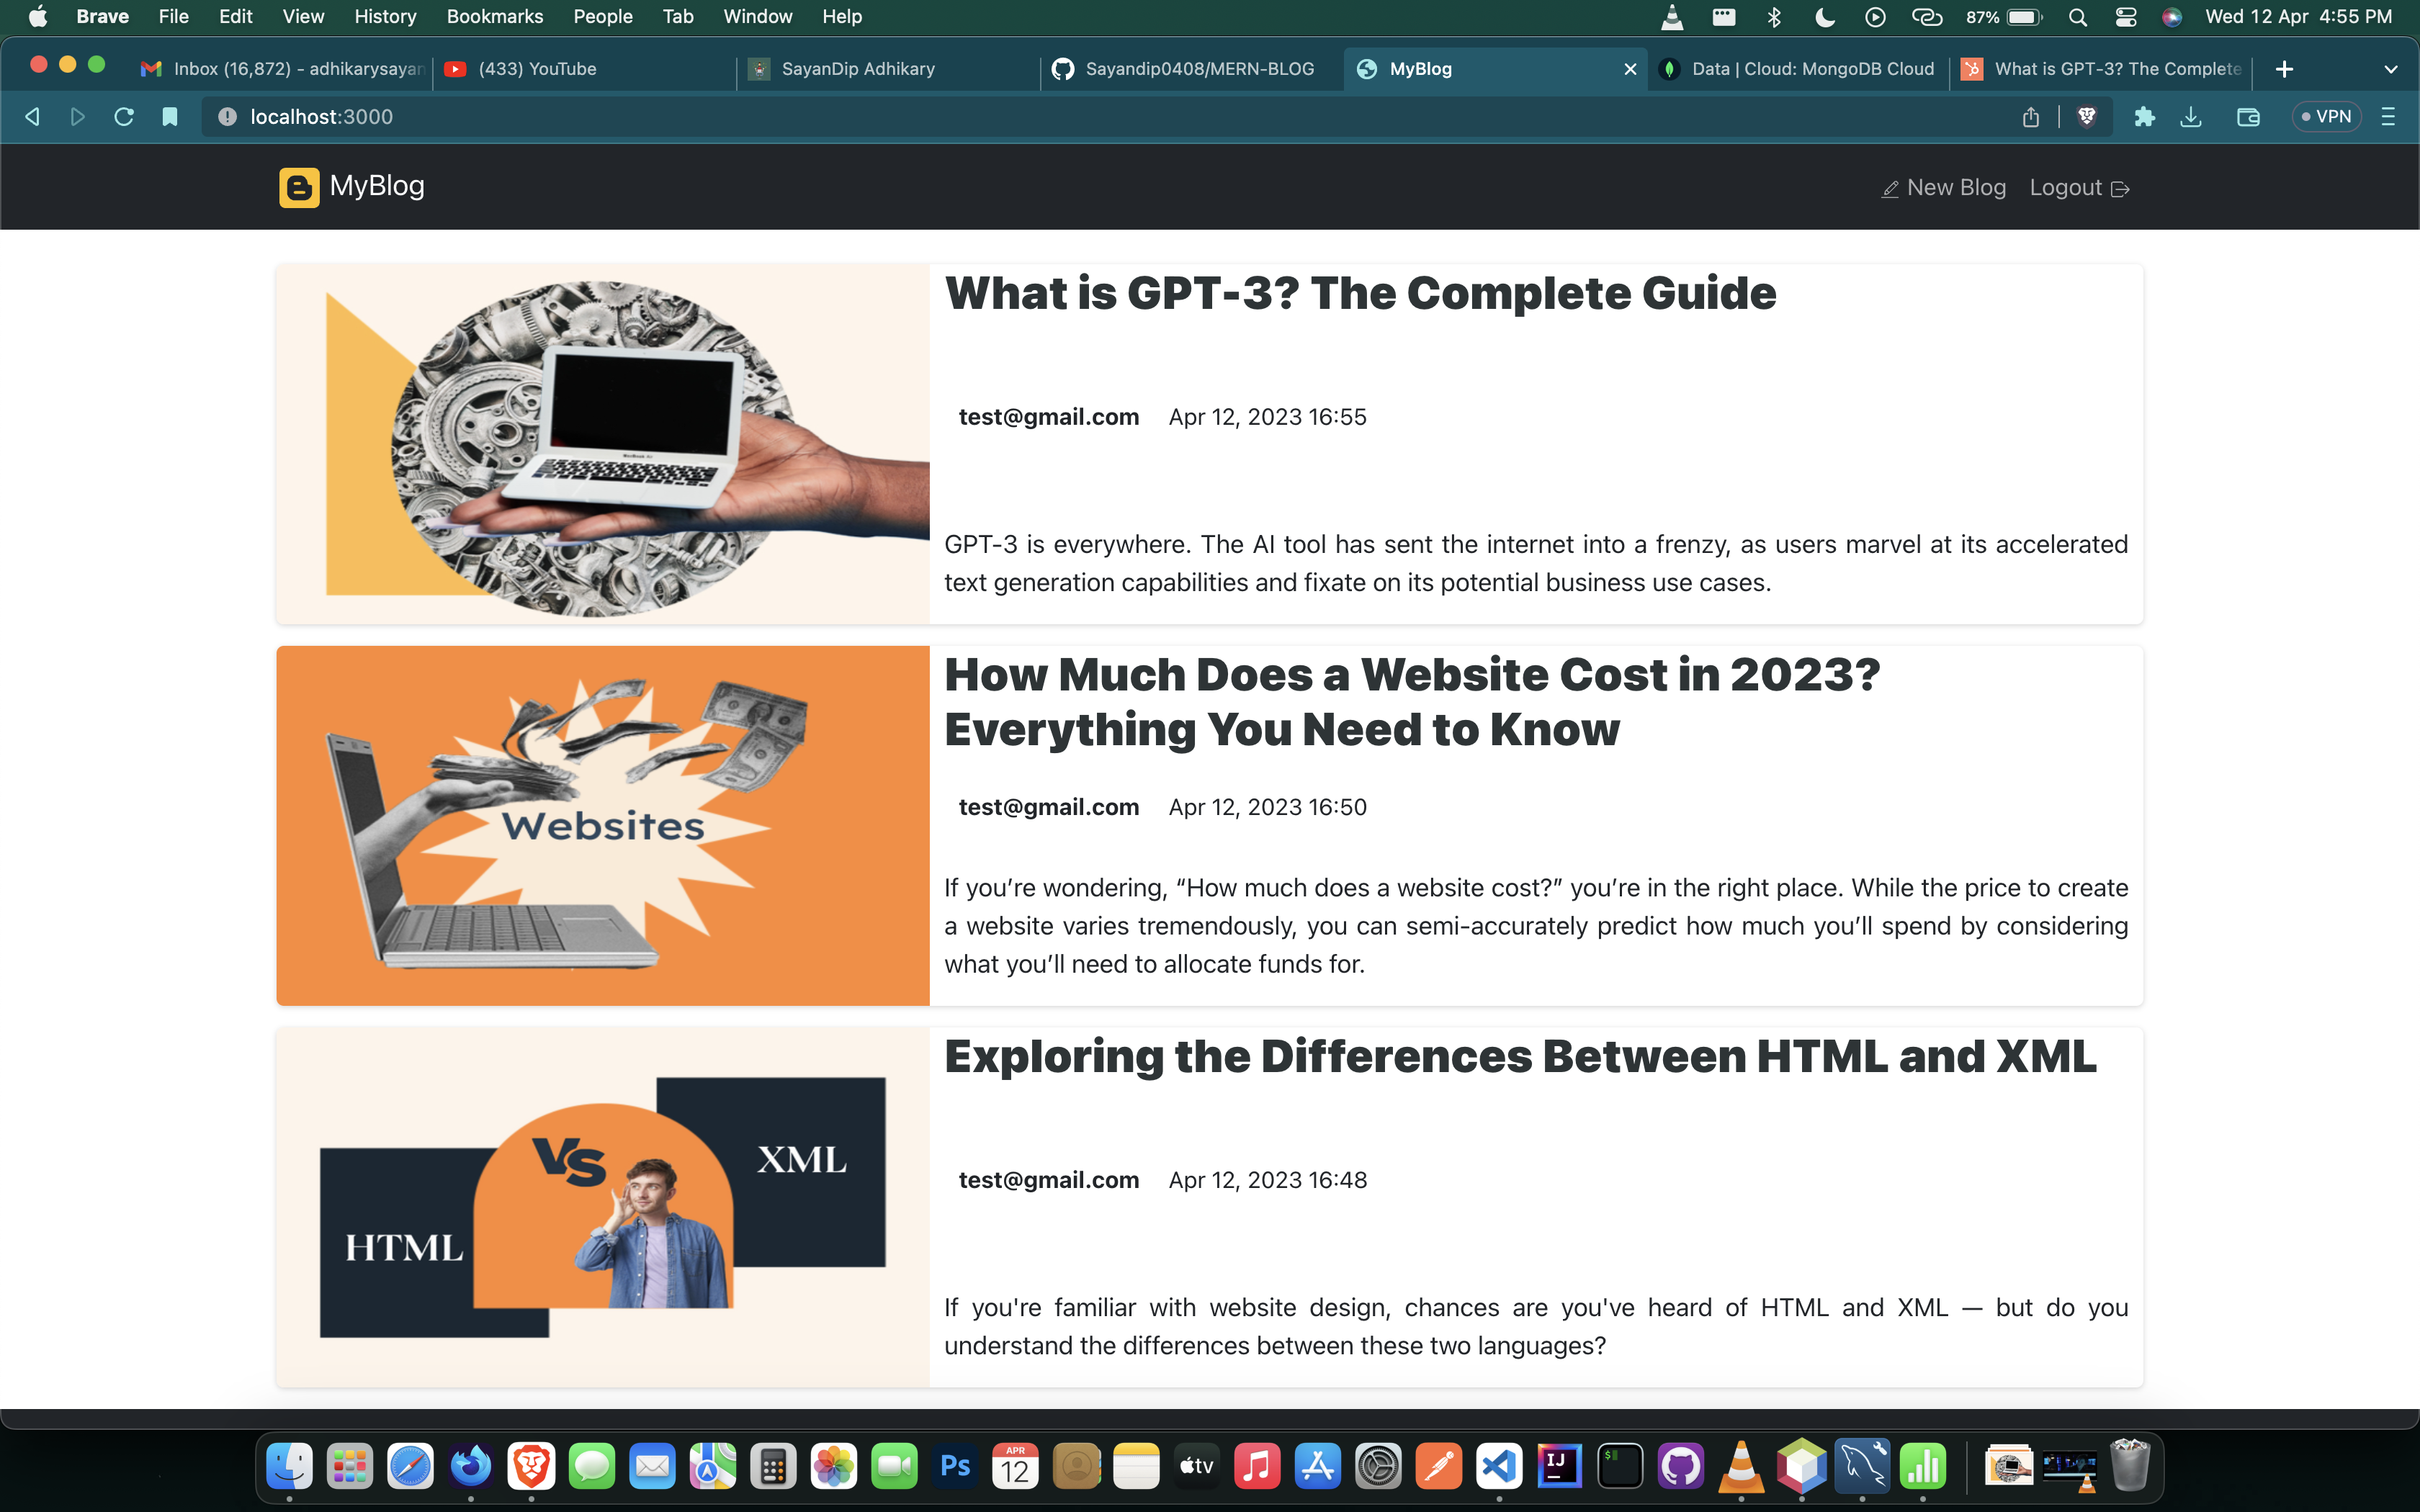 Brave File Edit View History Bookmarks People Tab Window Help 87% Wed 12 Apr 4:55 PM
Inbox (16,872) - adhikarysayan (433) YouTube SayanDip Adhikary Sayandip0408/MERN-BLOG MyBlog Data | Cloud: MongoDB Cloud What is GPT-3? The Complete
localhost:3000 VPN
MyBlog New Blog Logout
What is GPT-3? The Complete Guide
test@gmail.com Apr 12, 2023 16:55
GPT-3 is everywhere. The AI tool has sent the internet into a frenzy, as users marvel at its accelerated
text generation capabilities and fixate on its potential business use cases.
Websites
How Much Does a Website Cost in 2023?
Everything You Need to Know
test@gmail.com Apr 12, 2023 16:50
If you’re wondering, “How much does a website cost?” you’re in the right place. While the price to create
a website varies tremendously, you can semi-accurately predict how much you’ll spend by considering
what you’ll need to allocate funds for.
VS
XML
HTML
Exploring the Differences Between HTML and XML
test@gmail.com Apr 12, 2023 16:48
If you're familiar with website design, chances are you've heard of HTML and XML — but do you
understand the differences between these two languages?
Ps APR 12 tv IJ $